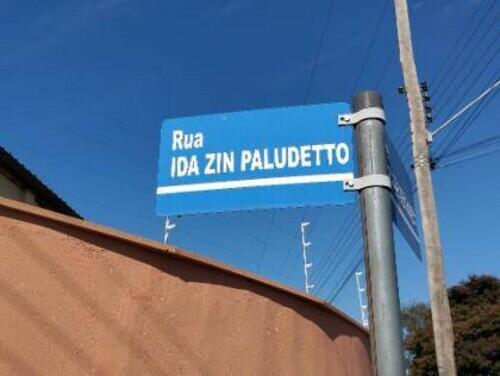 Rua
IDA ZIN PALUDETTO